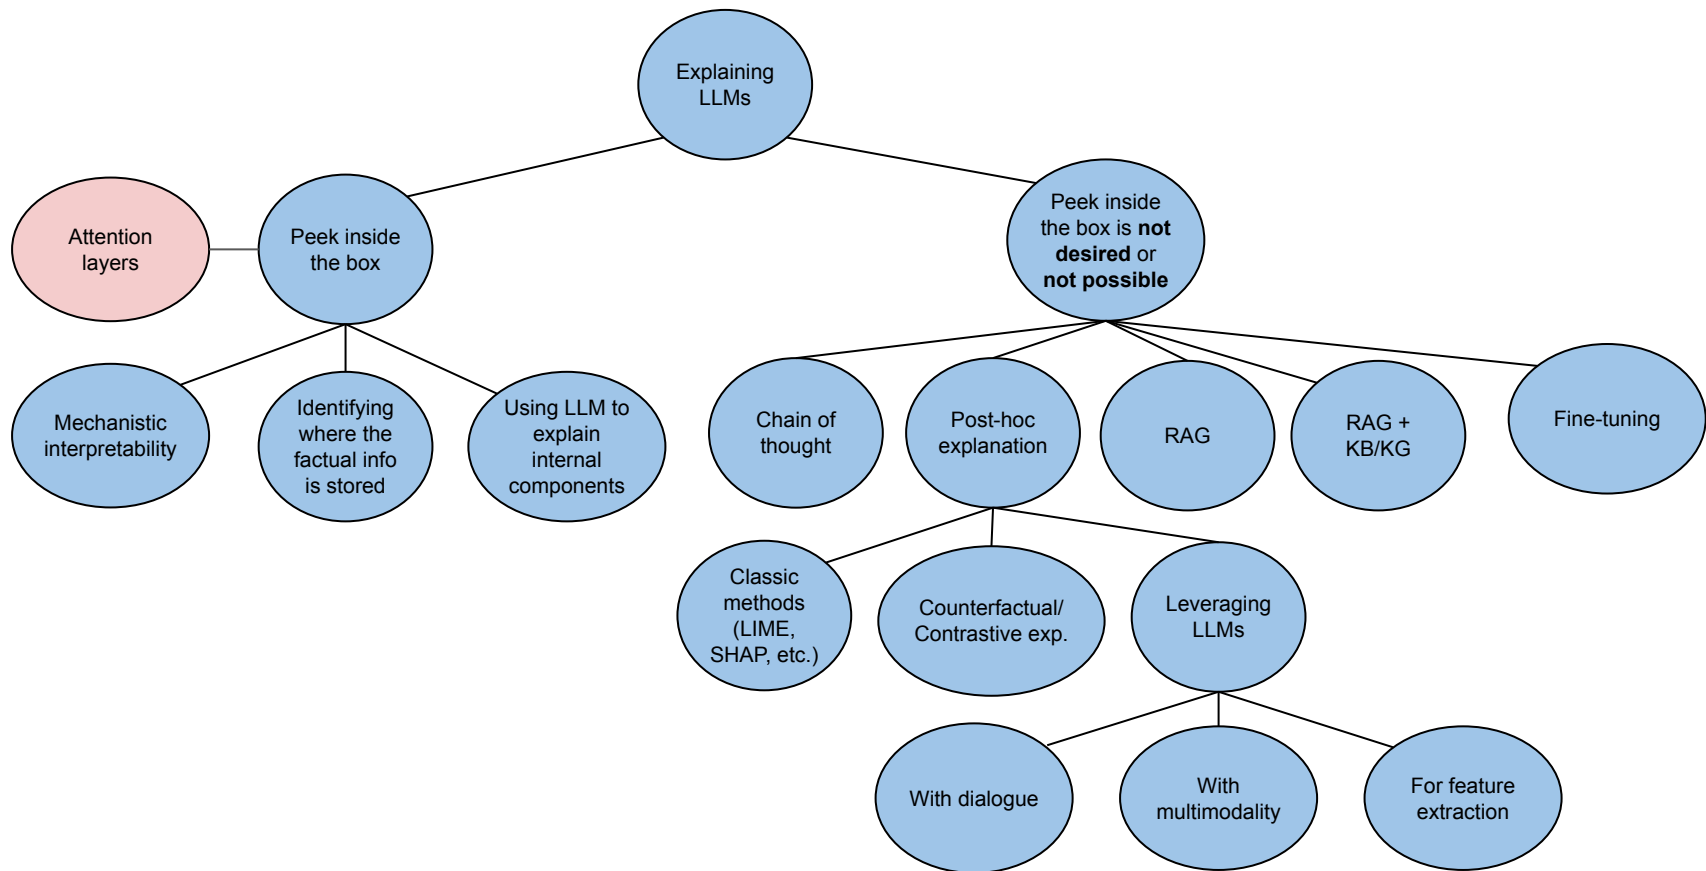 Explaining
LLMs
Attention
layers
Peek inside
the box
Peek inside
the box is not
desired or
not possible
Mechanistic
interpretability
Identifying
where the
factual info
is stored
Using LLM to
explain
internal
components
Chain of
thought
Post-hoc
explanation
RAG
RAG +
KB/KG
Fine-tuning
Classic
methods
(LIME,
SHAP, etc.)
Counterfactual/
Contrastive exp.
Leveraging
LLMs
With dialogue
With
multimodality
For feature
extraction